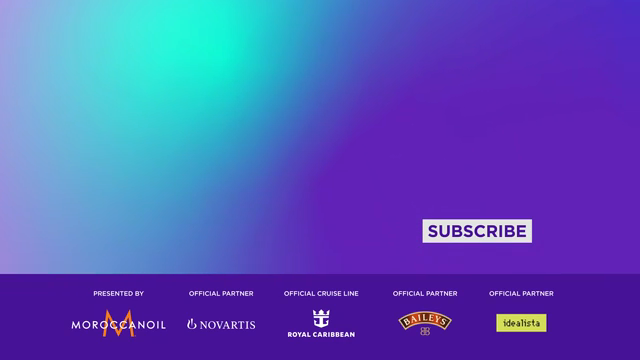 SUBSCRIBE
PRESENTED BY
MOROCCANOIL
OFFICIAL PARTNER
NOVARTIS
OFFICIAL CRUISE LINE
ROYAL CARIBBEAN
OFFICIAL PARTNER
BAILEYS
OFFICIAL PARTNER
idealista